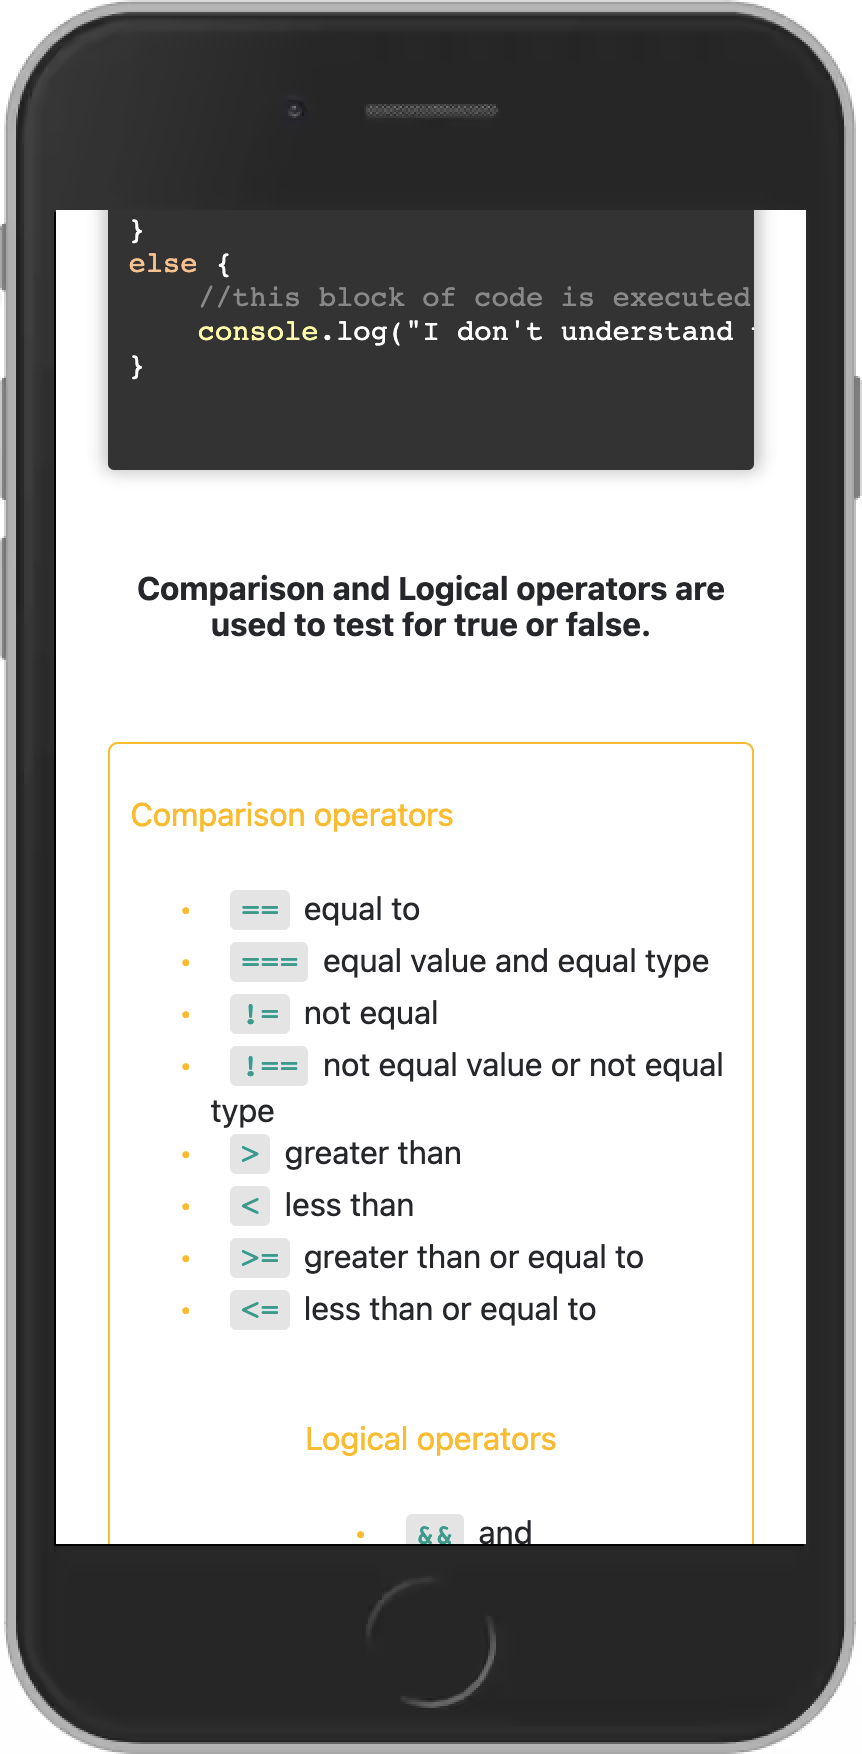 }
else {
//this block of code is executed
console.log("I don't understand
}
Comparison and Logical operators are
used to test for true or false.
Comparison operators
• == equal to
• === equal value and equal type
• != not equal
• !== not equal value or not equal
type
• > greater than
• < less than
• >= greater than or equal to
• <= less than or equal to
Logical operators
• && and